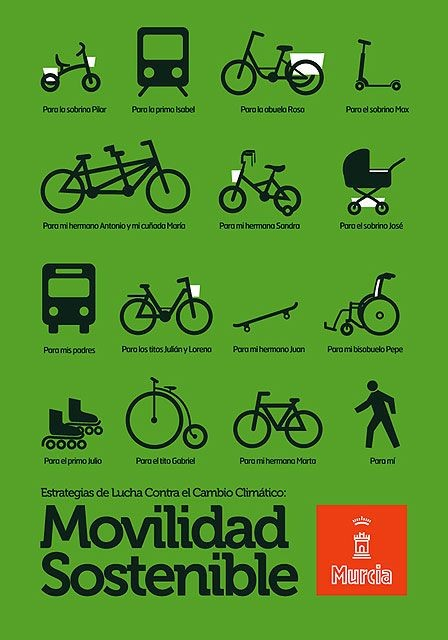 Para la sobrina Pilar
Para la prima Isabel
Para la abuela Rosa
Para el sobrino Max
Para mi hermano Antonio y mi cuñada María
Para mi hermana Sandra
Para el sobrino José
Para mis padres
Para los titos Julián y Lorena
Para mi hermano Juan
Para mi bisabuelo Pepe
Para el primo Julio
Para el tito Gabriel
Para mi hermana Marta
Para mí
Estrategias de Lucha Contra el Cambio Climático:
Movilidad
Sostenible
Murcia